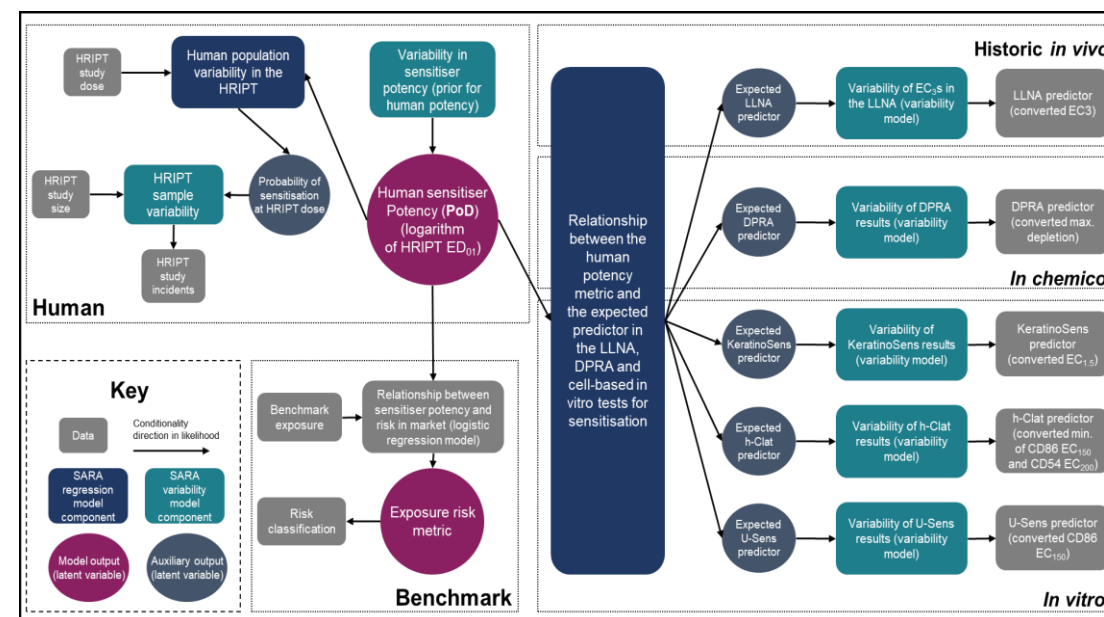 HRIPT
study
dose
Human population
variability in the
HRIPT
Variability in
sensitiser
potency (prior for
human potency)
HRIPT
study
size
HRIPT
sample
variability
Probability of
sensitisation
at HRIPT dose
Human sensitiser
Potency (PoD)
(logarithm
of HRIPT ED01)
HRIPT
study
incidents
Human
Relationship
between the
human
potency
metric and
the expected
predictor in
the LLNA,
DPRA and
cell-based in
vitro tests for
sensitisation
Historic in vivo
Expected
LLNA
predictor
Variability of EC3s in
the LLNA (variability
model)
LLNA predictor
(converted EC3)
Expected
DPRA
predictor
Variability of DPRA
results (variability
model)
DPRA predictor
(converted max.
depletion)
In chemico
Expected
KeratinoSens
predictor
Variability of
KeratinoSens results
(variability model)
KeratinoSens
predictor
(converted EC1.5)
Expected
h-Clat
predictor
Variability of h-Clat
results (variability
model)
h-Clat predictor
(converted min.
of CD86 EC150
and CD54 EC200)
Expected
U-Sens
predictor
Variability of U-Sens
results (variability
model)
U-Sens predictor
(converted CD86
EC150)
In vitro
Key
Data
Conditionality
direction in likelihood
SARA
regression
model
component
SARA
variability
model
component
Model output
(latent variable)
Auxiliary output
(latent variable)
Benchmark
exposure
Relationship between
sensitiser potency and
risk in market (logistic
regression model)
Risk
classification
Exposure risk
metric
Benchmark